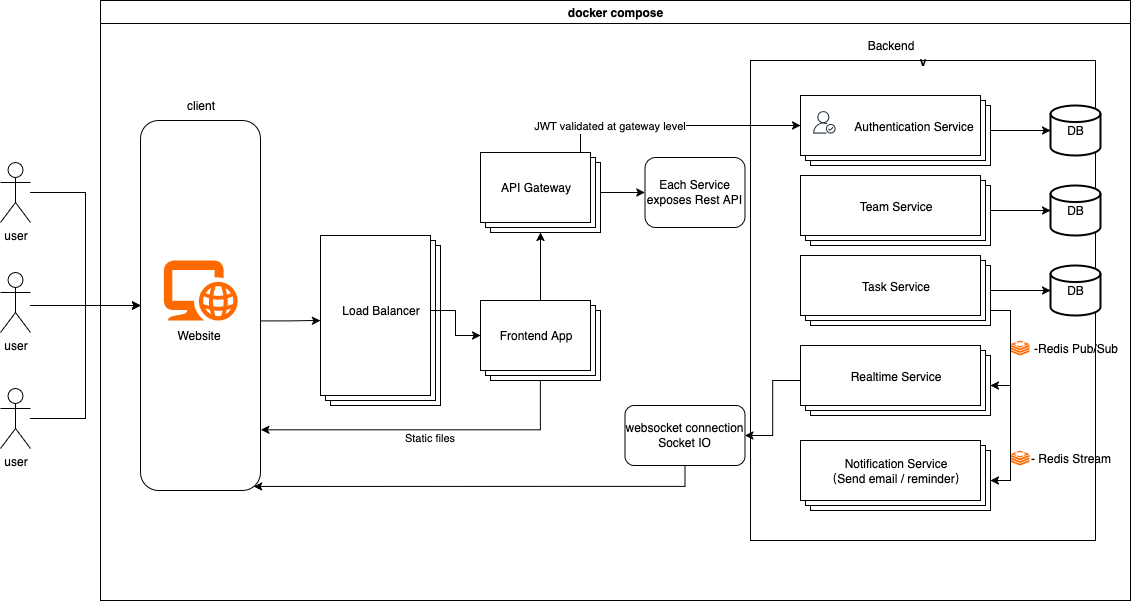 docker compose
Backend
client
JWT validated at gateway level
Authentication Service
DB
API Gateway
Each Service
exposes Rest API
Team Service
DB
user
Task Service
DB
Load Balancer
Website
Frontend App
user
-Redis Pub/Sub
Realtime Service
websocket connection
Socket IO
Static files
user
Notification Service
(Send email / reminder)
- Redis Stream